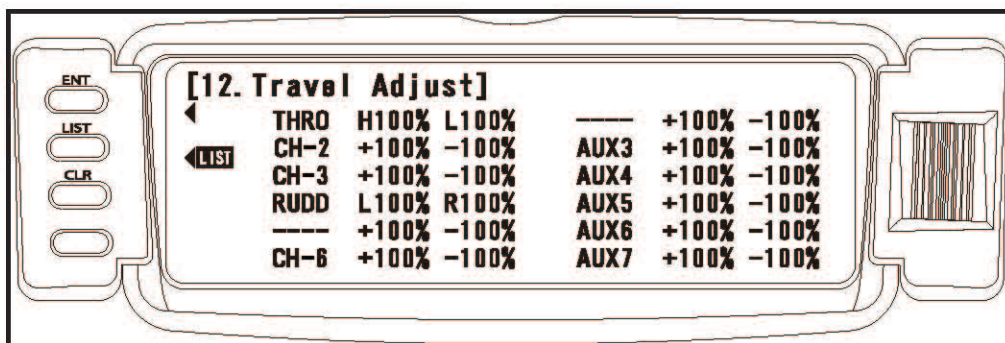 ENT
LIST
CLR
[12.Travel Adjust]
THRO H100% L100% ---- +100% -100%
LIST CH-2 +100% -100% AUX3 +100% -100%
CH-3 +100% -100% AUX4 +100% -100%
RUDD L100% R100% AUX5 +100% -100%
---- +100% -100% AUX6 +100% -100%
CH-6 +100% -100% AUX7 +100% -100%